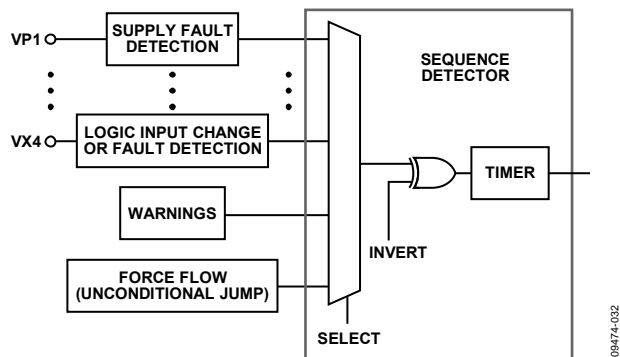 VP1
SUPPLY FAULT
DETECTION
SEQUENCE
DETECTOR
VX4
LOGIC INPUT CHANGE
OR FAULT DETECTION
TIMER
WARNINGS
INVERT
FORCE FLOW
(UNCONDITIONAL JUMP)
SELECT
09474-032